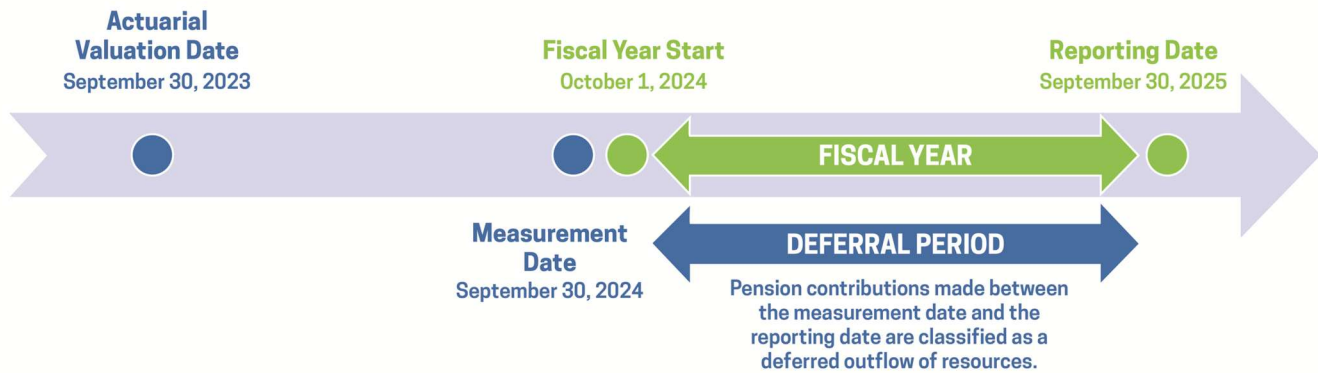 Actuarial
Valuation Date
September 30, 2023
Fiscal Year Start
October 1, 2024
Reporting Date
September 30, 2025
FISCAL YEAR
Measurement
Date
September 30, 2024
DEFERRAL PERIOD
Pension contributions made between
the measurement date and the
reporting date are classified as a
deferred outflow of resources.